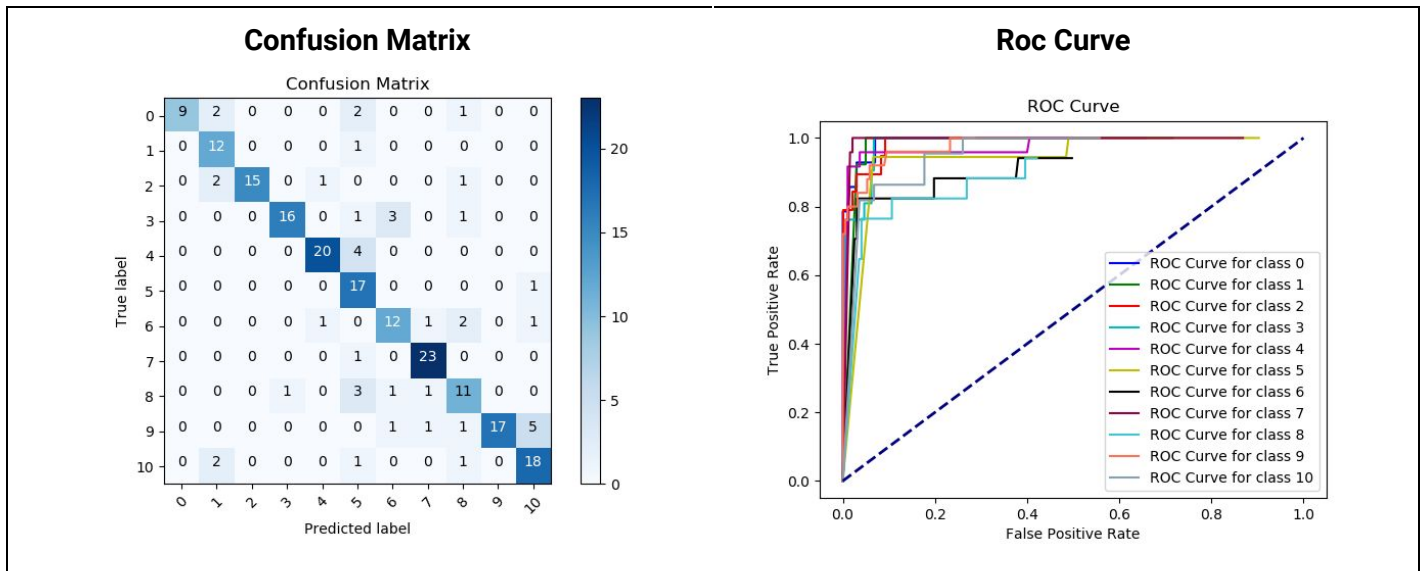 Confusion Matrix
Confusion Matrix
0 9 2 0 0 0 2 0 0 1 0 0
1 0 12 0 0 0 1 0 0 0 0 0
2 0 2 15 0 1 0 0 0 1 0 0
3 0 0 0 16 0 1 3 0 1 0 0
4 0 0 0 0 20 4 0 0 0 0 0
5 0 0 0 0 0 17 0 0 0 0 1
6 0 0 0 0 1 0 12 1 2 0 1
7 0 0 0 0 0 1 0 23 0 0 0
8 0 0 0 1 0 3 1 1 11 0 0
9 0 0 0 0 0 0 1 1 1 17 5
10 0 2 0 0 0 1 0 0 1 0 18
0 1 2 3 4 5 6 7 8 9 10
True label
Predicted label
20
15
10
5
0
Roc Curve
ROC Curve
1.0
0.8
0.6
0.4
0.2
0.0
True Positive Rate
ROC Curve for class 0
ROC Curve for class 1
ROC Curve for class 2
ROC Curve for class 3
ROC Curve for class 4
ROC Curve for class 5
ROC Curve for class 6
ROC Curve for class 7
ROC Curve for class 8
ROC Curve for class 9
ROC Curve for class 10
0.0 0.2 0.4 0.6 0.8 1.0
False Positive Rate